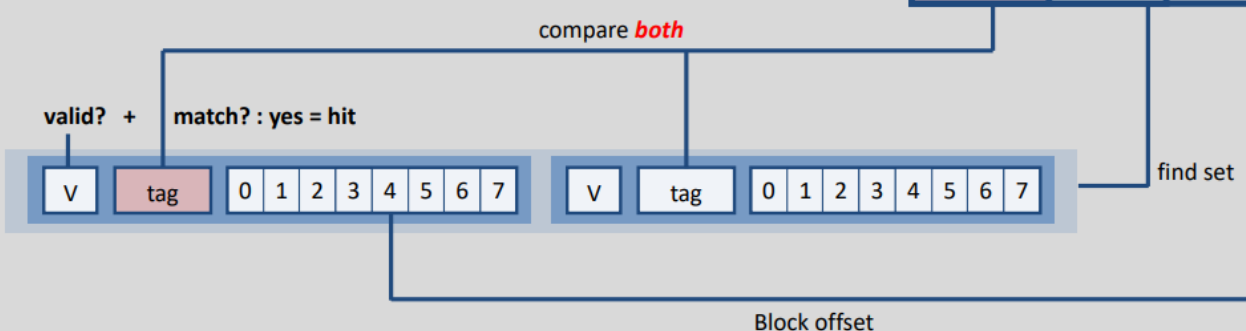 compare both
valid? + match? : yes = hit
V tag 0 1 2 3 4 5 6 7 V tag 0 1 2 3 4 5 6 7
find set
Block offset